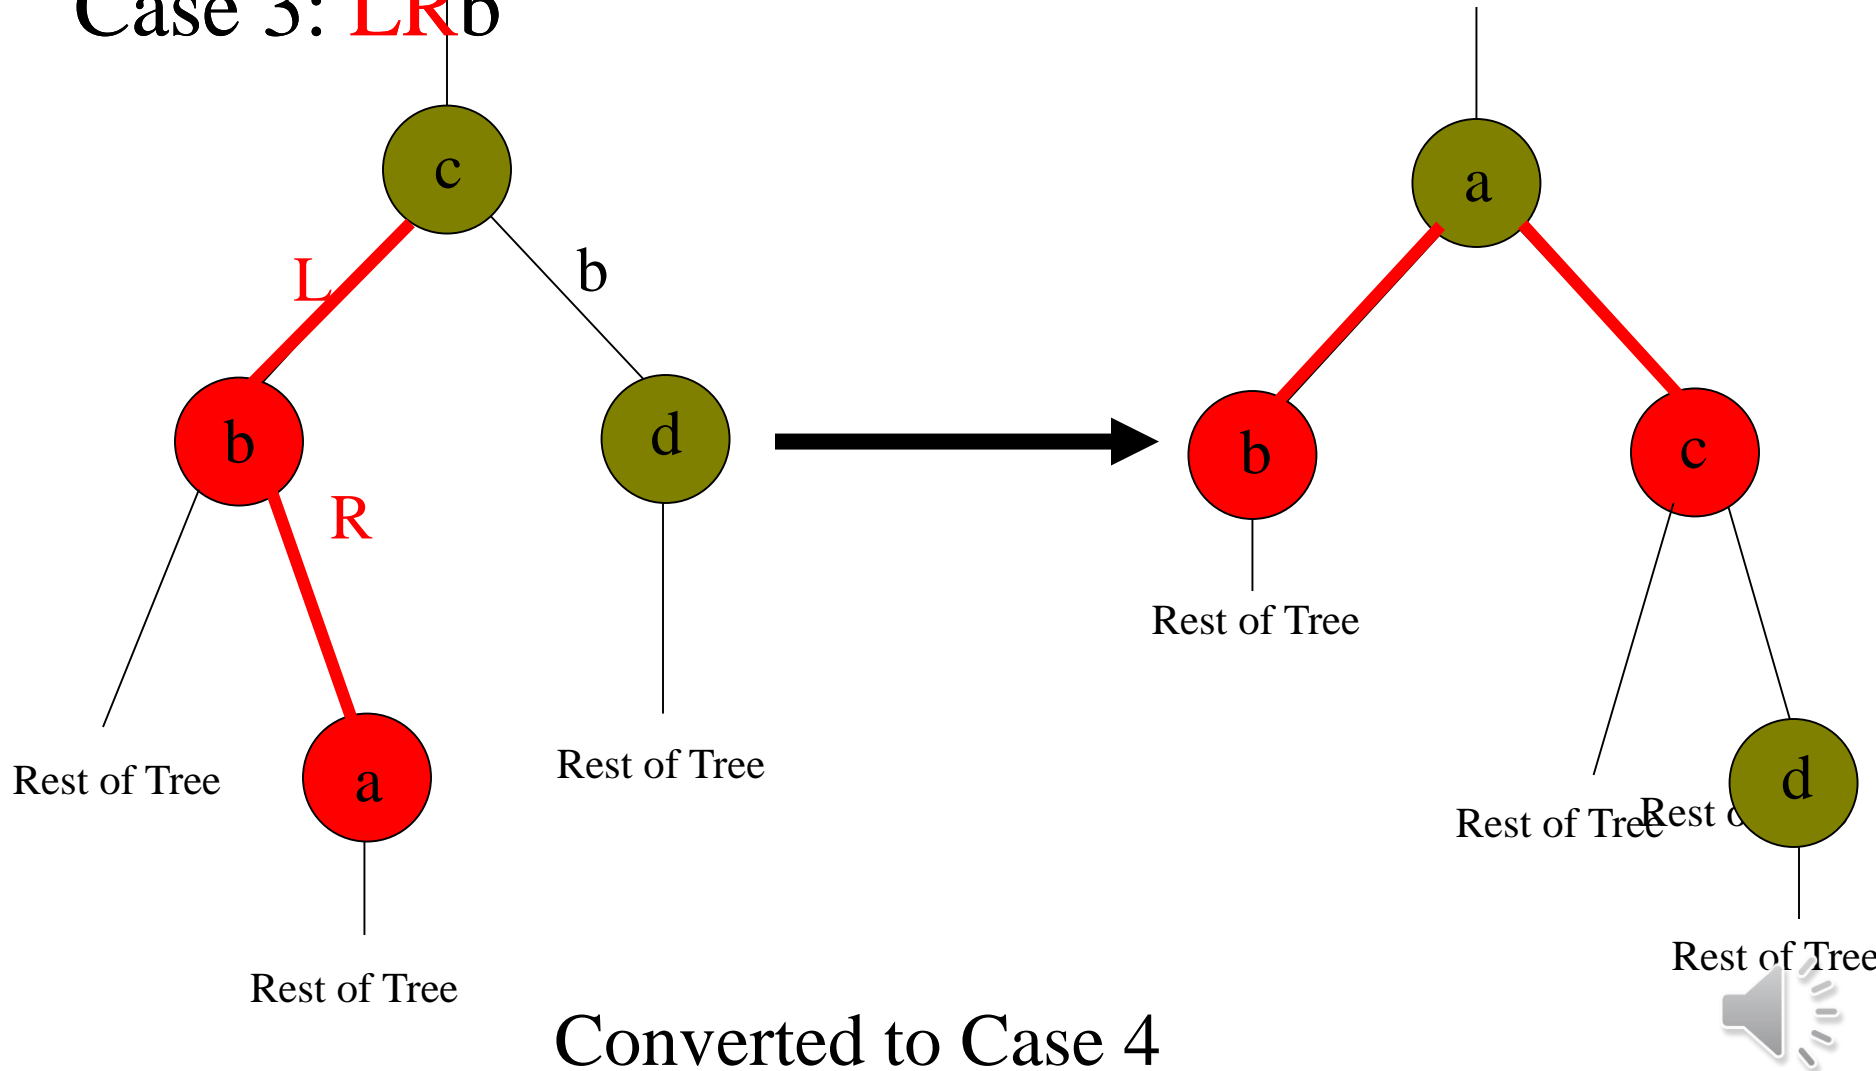 Case 3: LRb
c
a
L
b
b
d
b
c
R
Rest of Tree
Rest of Tree
a
Rest of Tree
d
Rest of Tree
Rest o
Rest of Tree
Rest of Tree
Converted to Case 4